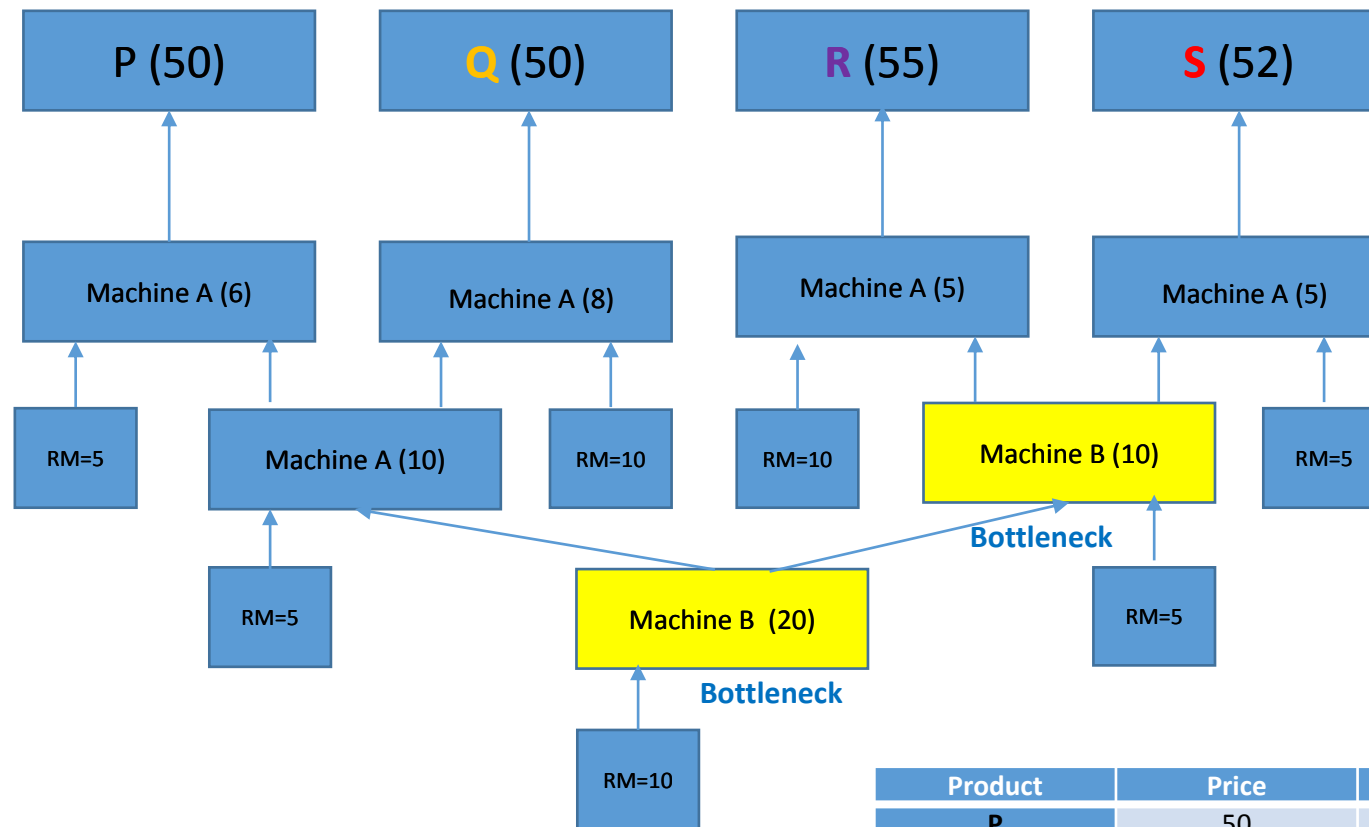 P (50)
Q (50)
R (55)
S (52)
Machine A (6)
Machine A (8)
Machine A (5)
Machine A (5)
RM=5
Machine A (10)
RM=10
RM=10
Machine B (10)
RM=5
Bottleneck
RM=5
Machine B (20)
RM=5
Bottleneck
RM=10
Product Price
P 50